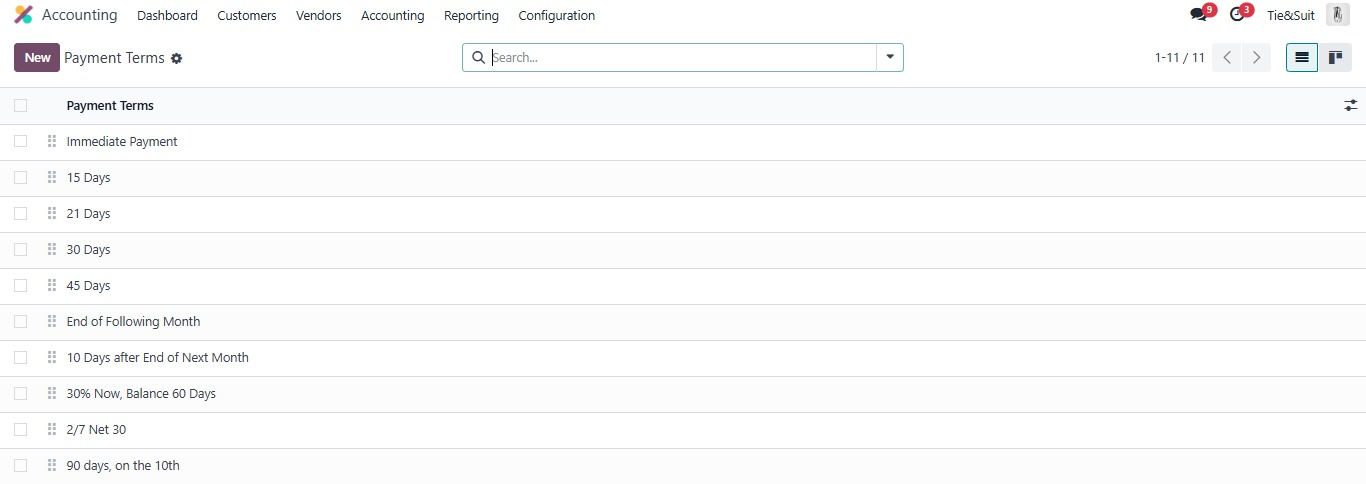 Accounting Dashboard Customers Vendors Accounting Reporting Configuration 9 3 Tie&Suit
New Payment Terms Search... 1-11 / 11
Payment Terms
Immediate Payment
15 Days
21 Days
30 Days
45 Days
End of Following Month
10 Days after End of Next Month
30% Now, Balance 60 Days
2/7 Net 30
90 days, on the 10th